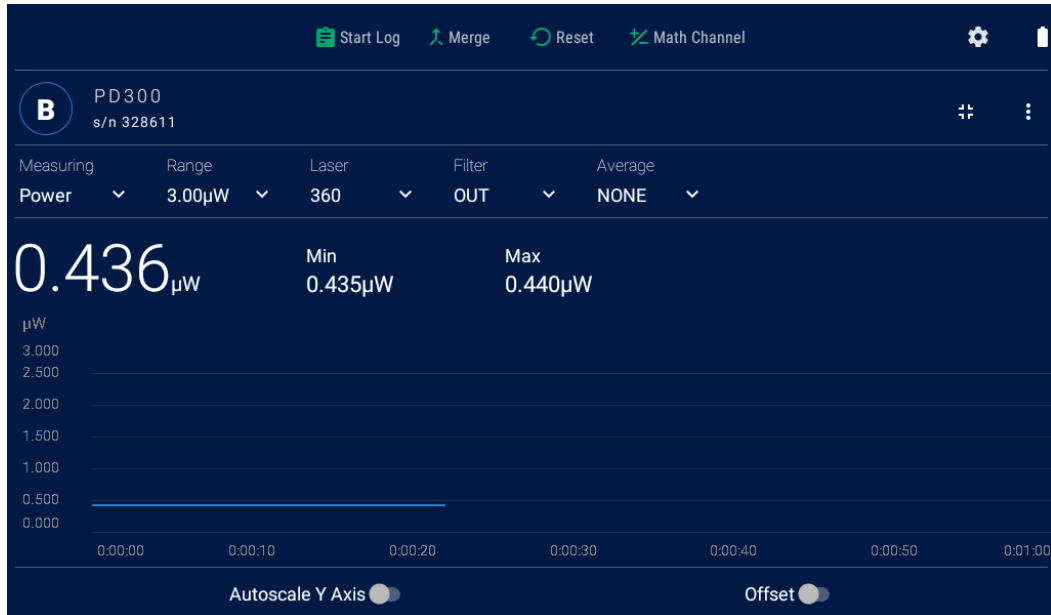 Start Log Merge Reset Math Channel
B
PD300
s/n 328611
Measuring Range Laser Filter Average
Power 3.00µW 360 OUT NONE
0.436µW
Min Max
0.435µW 0.440µW
µW
3.000
2.500
2.000
1.500
1.000
0.500
0.000
0:00:00 0:00:10 0:00:20 0:00:30 0:00:40 0:00:50 0:01:00
Autoscale Y Axis Offset